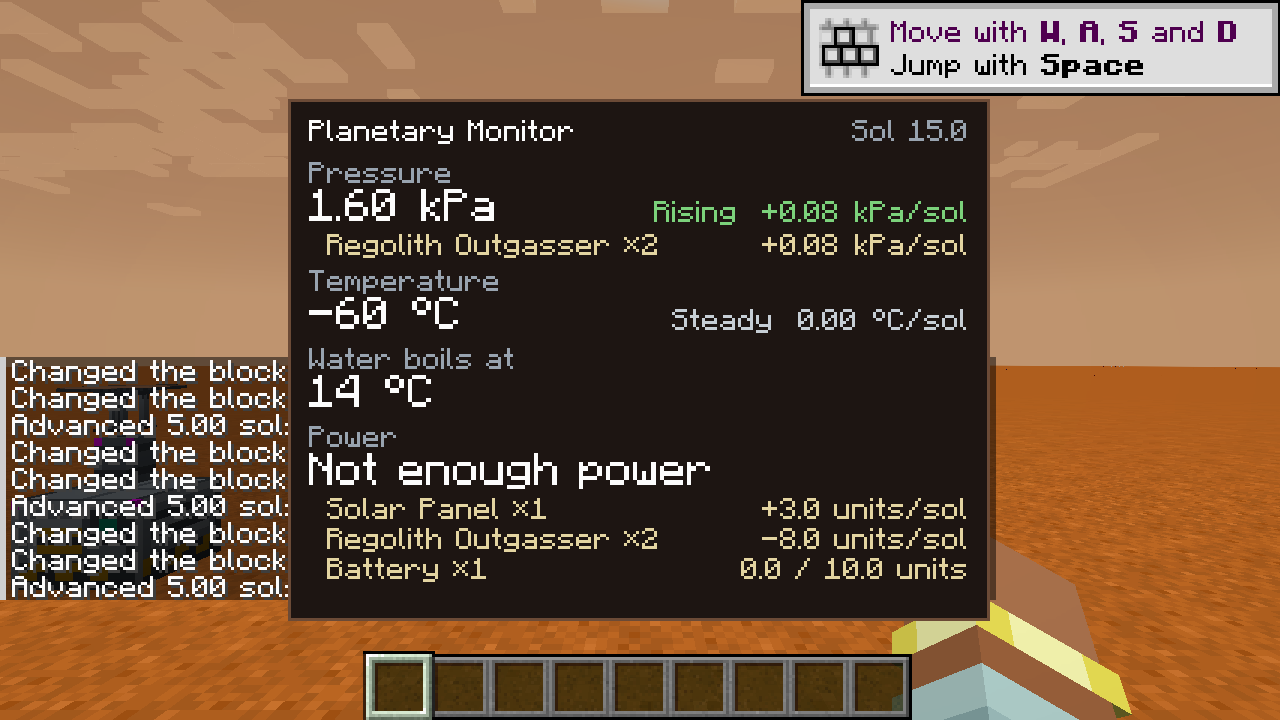 Move with W, A, S and D
Jump with Space
Planetary Monitor Sol 15.0
Pressure
1.60 kPa Rising +0.08 kPa/sol
Regolith Outgasser ×2 +0.08 kPa/sol
Temperature
-60 °C Steady 0.00 °C/sol
Water boils at
14 °C
Power
Not enough power
Solar Panel ×1 +3.0 units/sol
Regolith Outgasser ×2 -8.0 units/sol
Battery ×1 0.0 / 10.0 units
Changed the block
Changed the block
Advanced 5.00 sol:
Changed the block
Changed the block
Advanced 5.00 sol:
Changed the block
Changed the block
Advanced 5.00 sol: